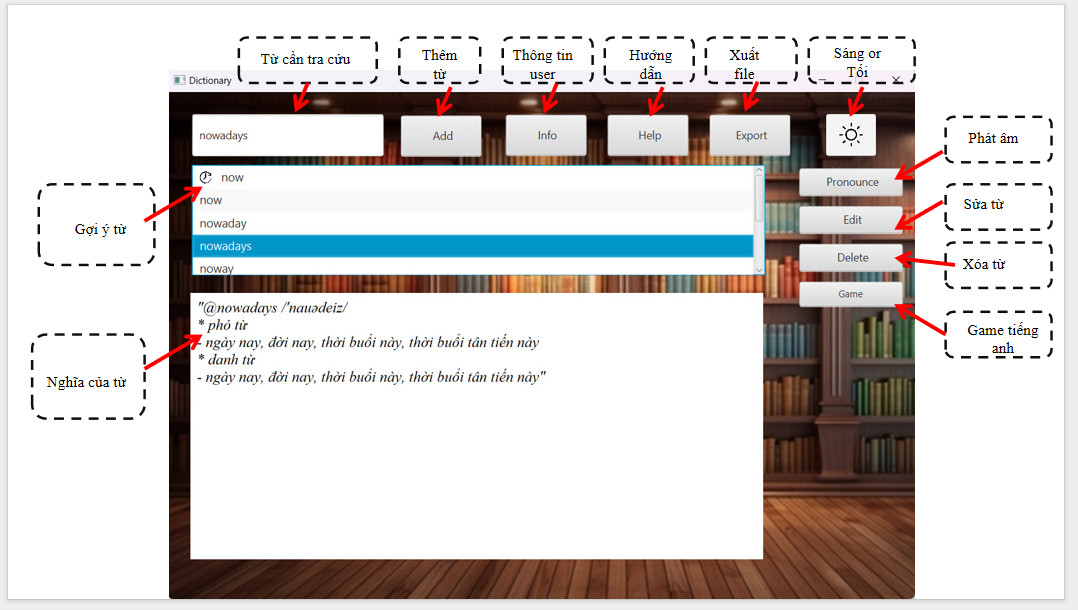 Từ cần tra cứu
Thêm
từ
Thông tin
user
Hướng
dẫn
Xuất
file
Sáng or
Tối
Dictionary
nowadays
Add
Info
Help
Export
Phát âm
now
Pronounce
now
Sửa từ
noway
Edit
Gợi ý từ
noway
nowaday
nowadays
Delete
Xóa từ
Game
"@nowadays /'nauədeiz/
* phó từ
- ngày nay, đời nay, thời buổi này, thời buổi tân tiến này
* danh từ
- ngày nay, đời nay, thời buổi này, thời buổi tân tiến này"
Game tiếng
anh
Nghĩa của từ